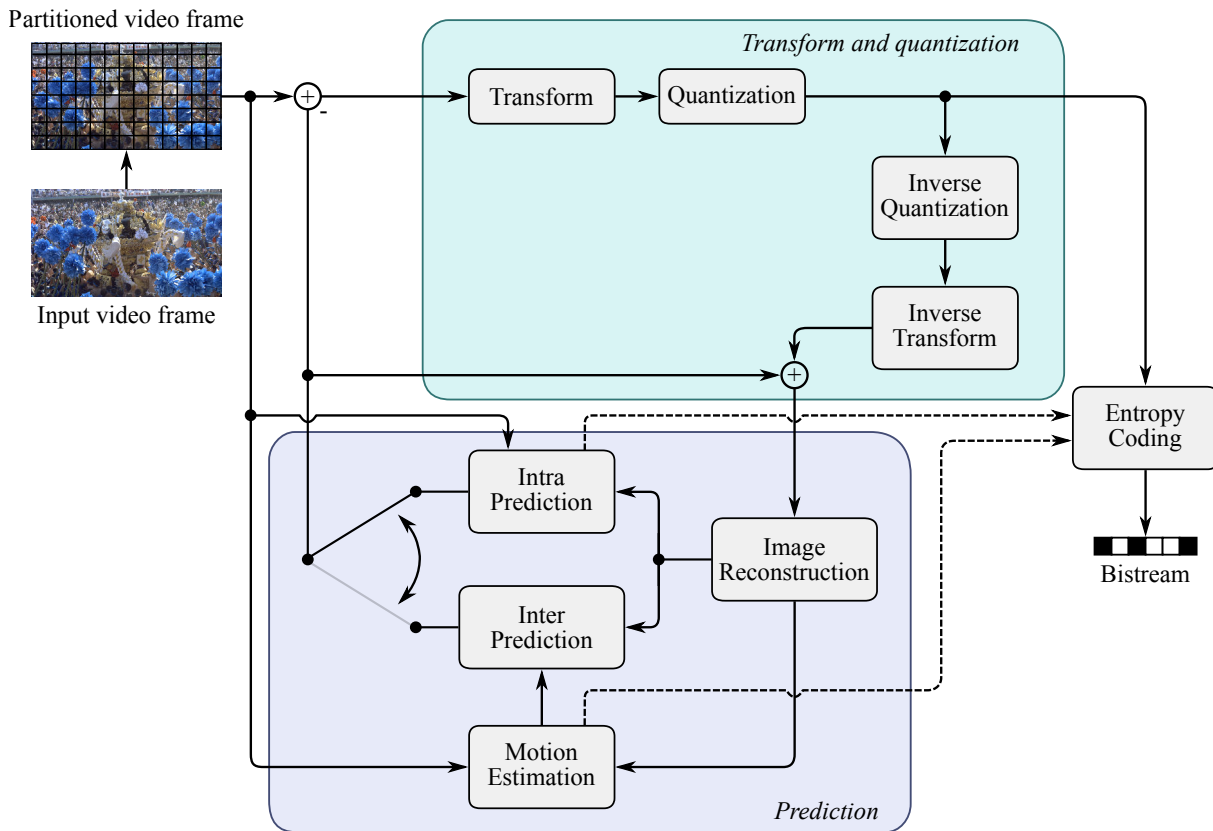 Partitioned video frame
Transform and quantization
+
-
Transform
Quantization
Inverse
Quantization
Input video frame
Inverse
Transform
+
Entropy
Coding
Intra
Prediction
Image
Reconstruction
Bistream
Inter
Prediction
Motion
Estimation
Prediction